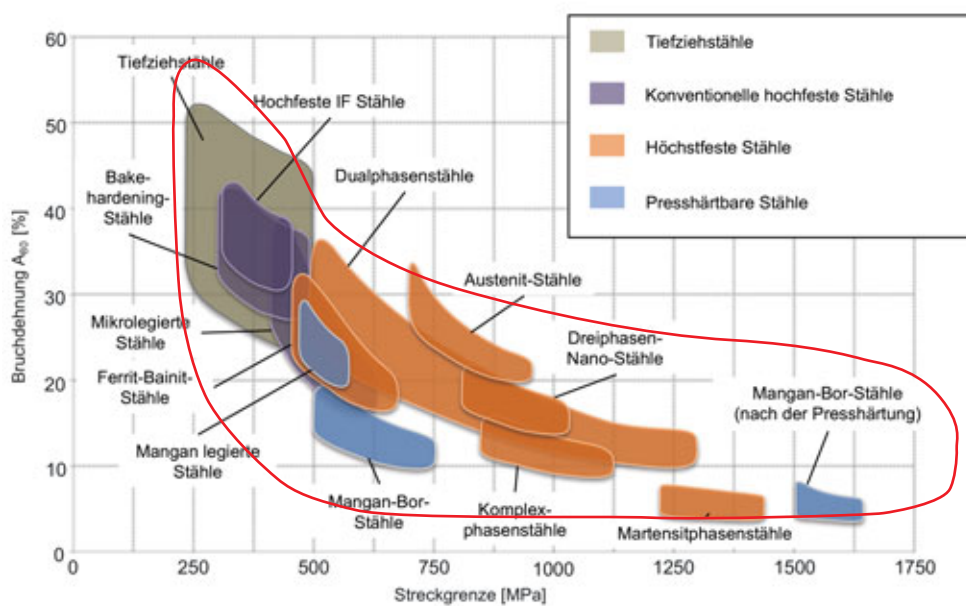 60
50
40
30
20
10
0
Bruchdehnung A60 [%]
Tiefziehstähle
Hochfeste IF Stähle
Bake-
hardening-
Stähle
Dualphasenstähle
Austenit-Stähle
Mikrolegierte
Stähle
Dreiphasen-
Nano-Stähle
Ferrit-Bainit-
Stähle
Mangan-Bor-Stähle
(nach der Presshärtung)
Mangan legierte
Stähle
Mangan-Bor-
Stähle
Komplex-
phasenstähle
Martensitphasenstähle
Tiefziehstähle
Konventionelle hochfeste Stähle
Höchstfeste Stähle
Presshärtbare Stähle
0 250 500 750 1000 1250 1500 1750
Streckgrenze [MPa]